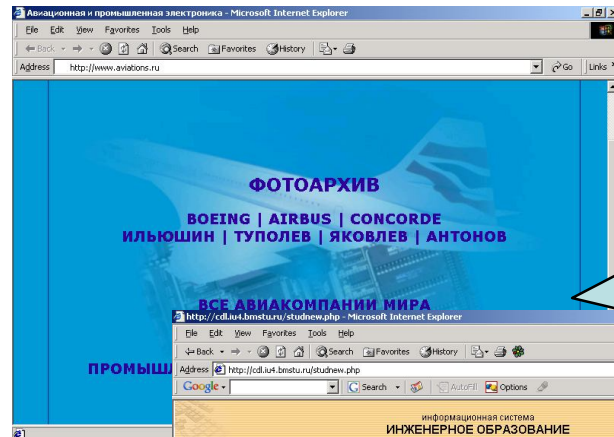 Авиационная и промышленная электроника - Microsoft Internet Explorer
File Edit View Favorites Tools Help
Back Search Favorites History
Address http://www.aviations.ru Go Links
ФОТОАРХИВ
BOEING | AIRBUS | CONCORDE
ИЛЬЮШИН | ТУПОЛЕВ | ЯКОВЛЕВ | АНТОНОВ
ВСЕ АВИАКОМПАНИИ МИРА
ПРОМЫШЛ
http://cdl.iu4.bmstu.ru/studnew.php - Microsoft Internet Explorer
File Edit View Favorites Tools Help
Back Search Favorites History
Address http://cdl.iu4.bmstu.ru/studnew.php
Google Search AutoFill Options
информационная система
ИНЖЕНЕРНОЕ ОБРАЗОВАНИЕ